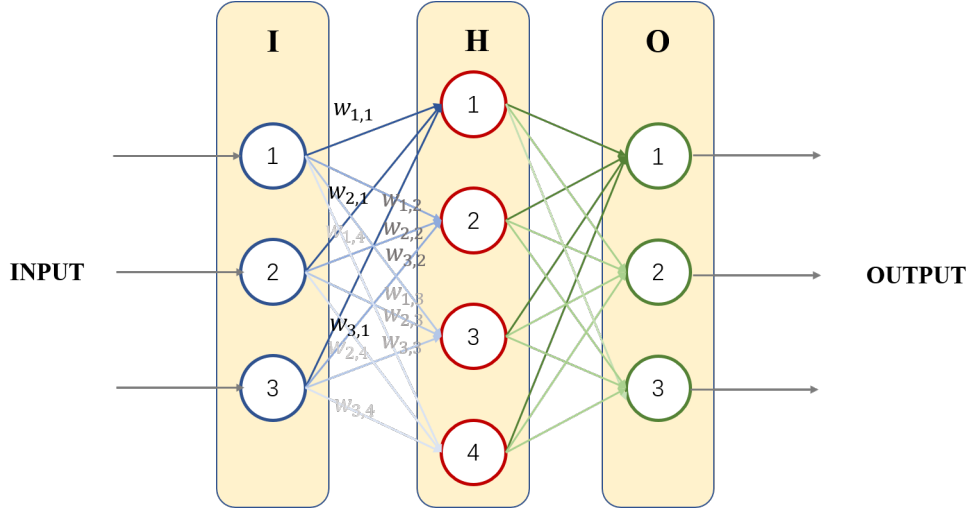 I
H
O
INPUT
1
2
3
w1,1
w2,1
w1,2
w1,4
w2,2
w3,2
w1,3
w2,3
w3,1
w3,3
w2,4
w3,4
1
2
3
4
1
2
3
OUTPUT